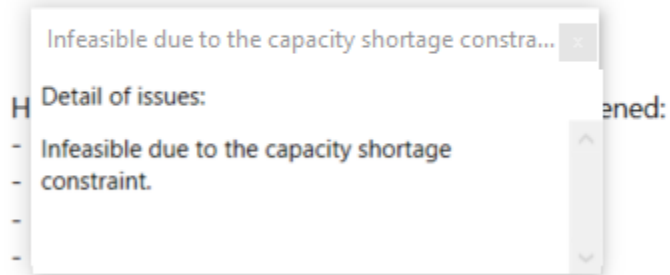 Infeasible due to the capacity shortage constra...
x
Detail of issues:
H
ened:
-
Infeasible due to the capacity shortage
-
constraint.
-
-